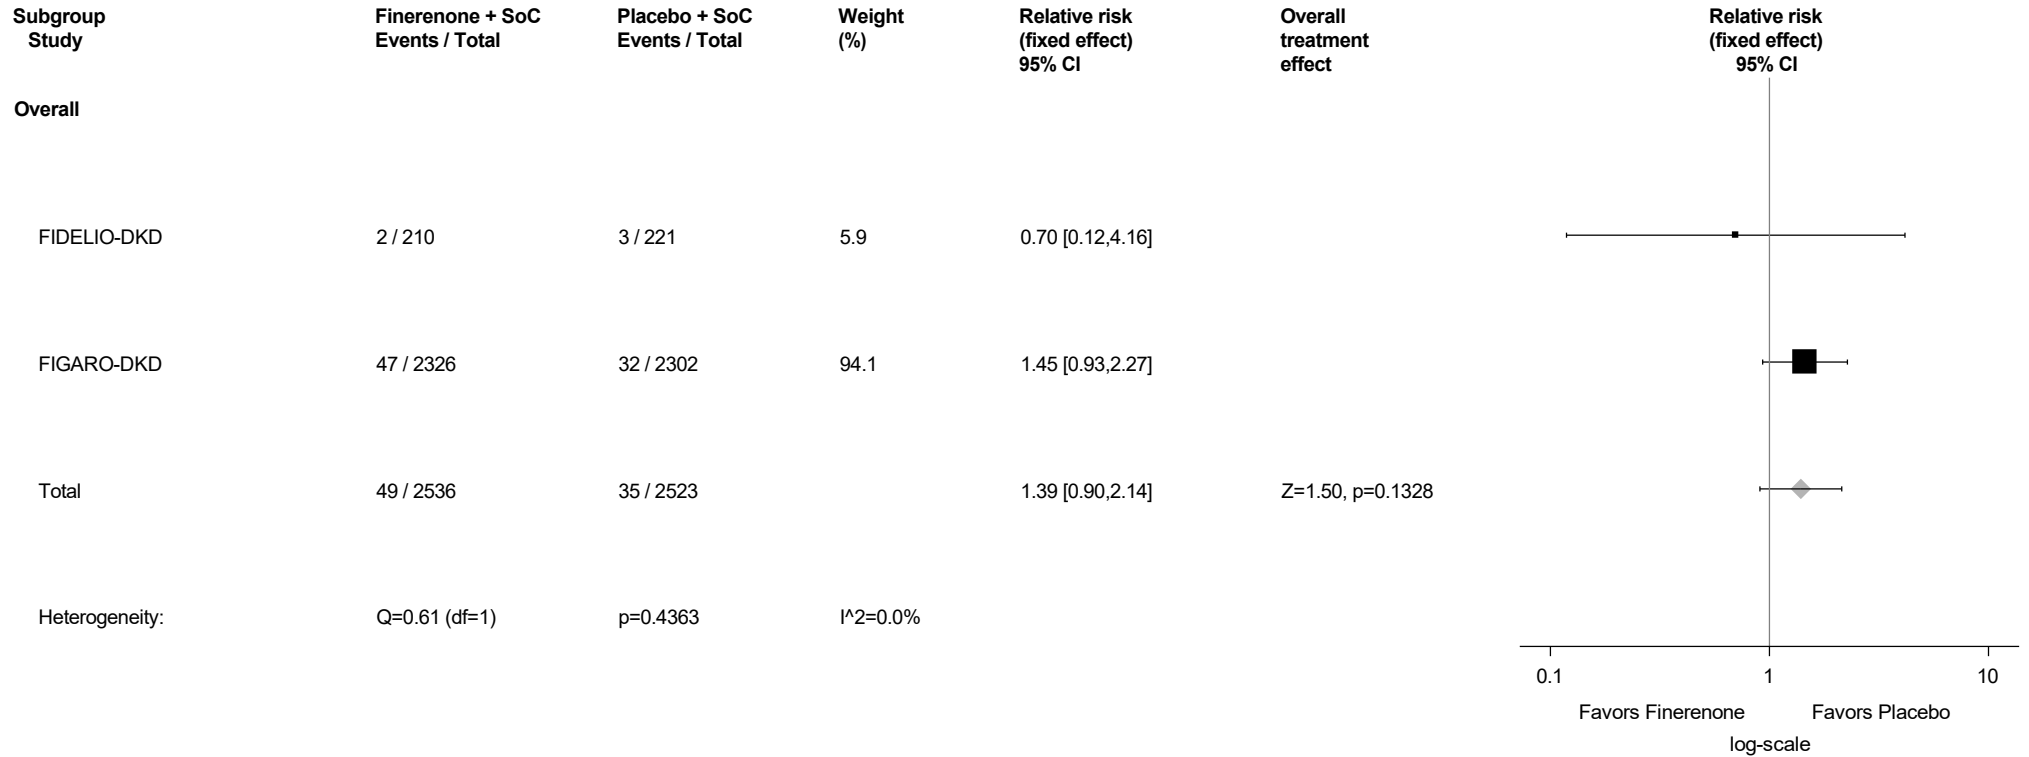 Subgroup Finerenone + SoC Placebo + SoC Weight Relative risk Overall Relative risk
Study Events / Total Events / Total (%) (fixed effect) treatment (fixed effect)
95% CI effect 95% CI
Overall
FIDELIO-DKD 2 / 210 3 / 221 5.9 0.70 [0.12,4.16]
FIGARO-DKD 47 / 2326 32 / 2302 94.1 1.45 [0.93,2.27]
Total 49 / 2536 35 / 2523 1.39 [0.90,2.14] Z=1.50, p=0.1328
Heterogeneity: Q=0.61 (df=1) p=0.4363 I^2=0.0%
0.1 1 10
Favors Finerenone Favors Placebo
log-scale